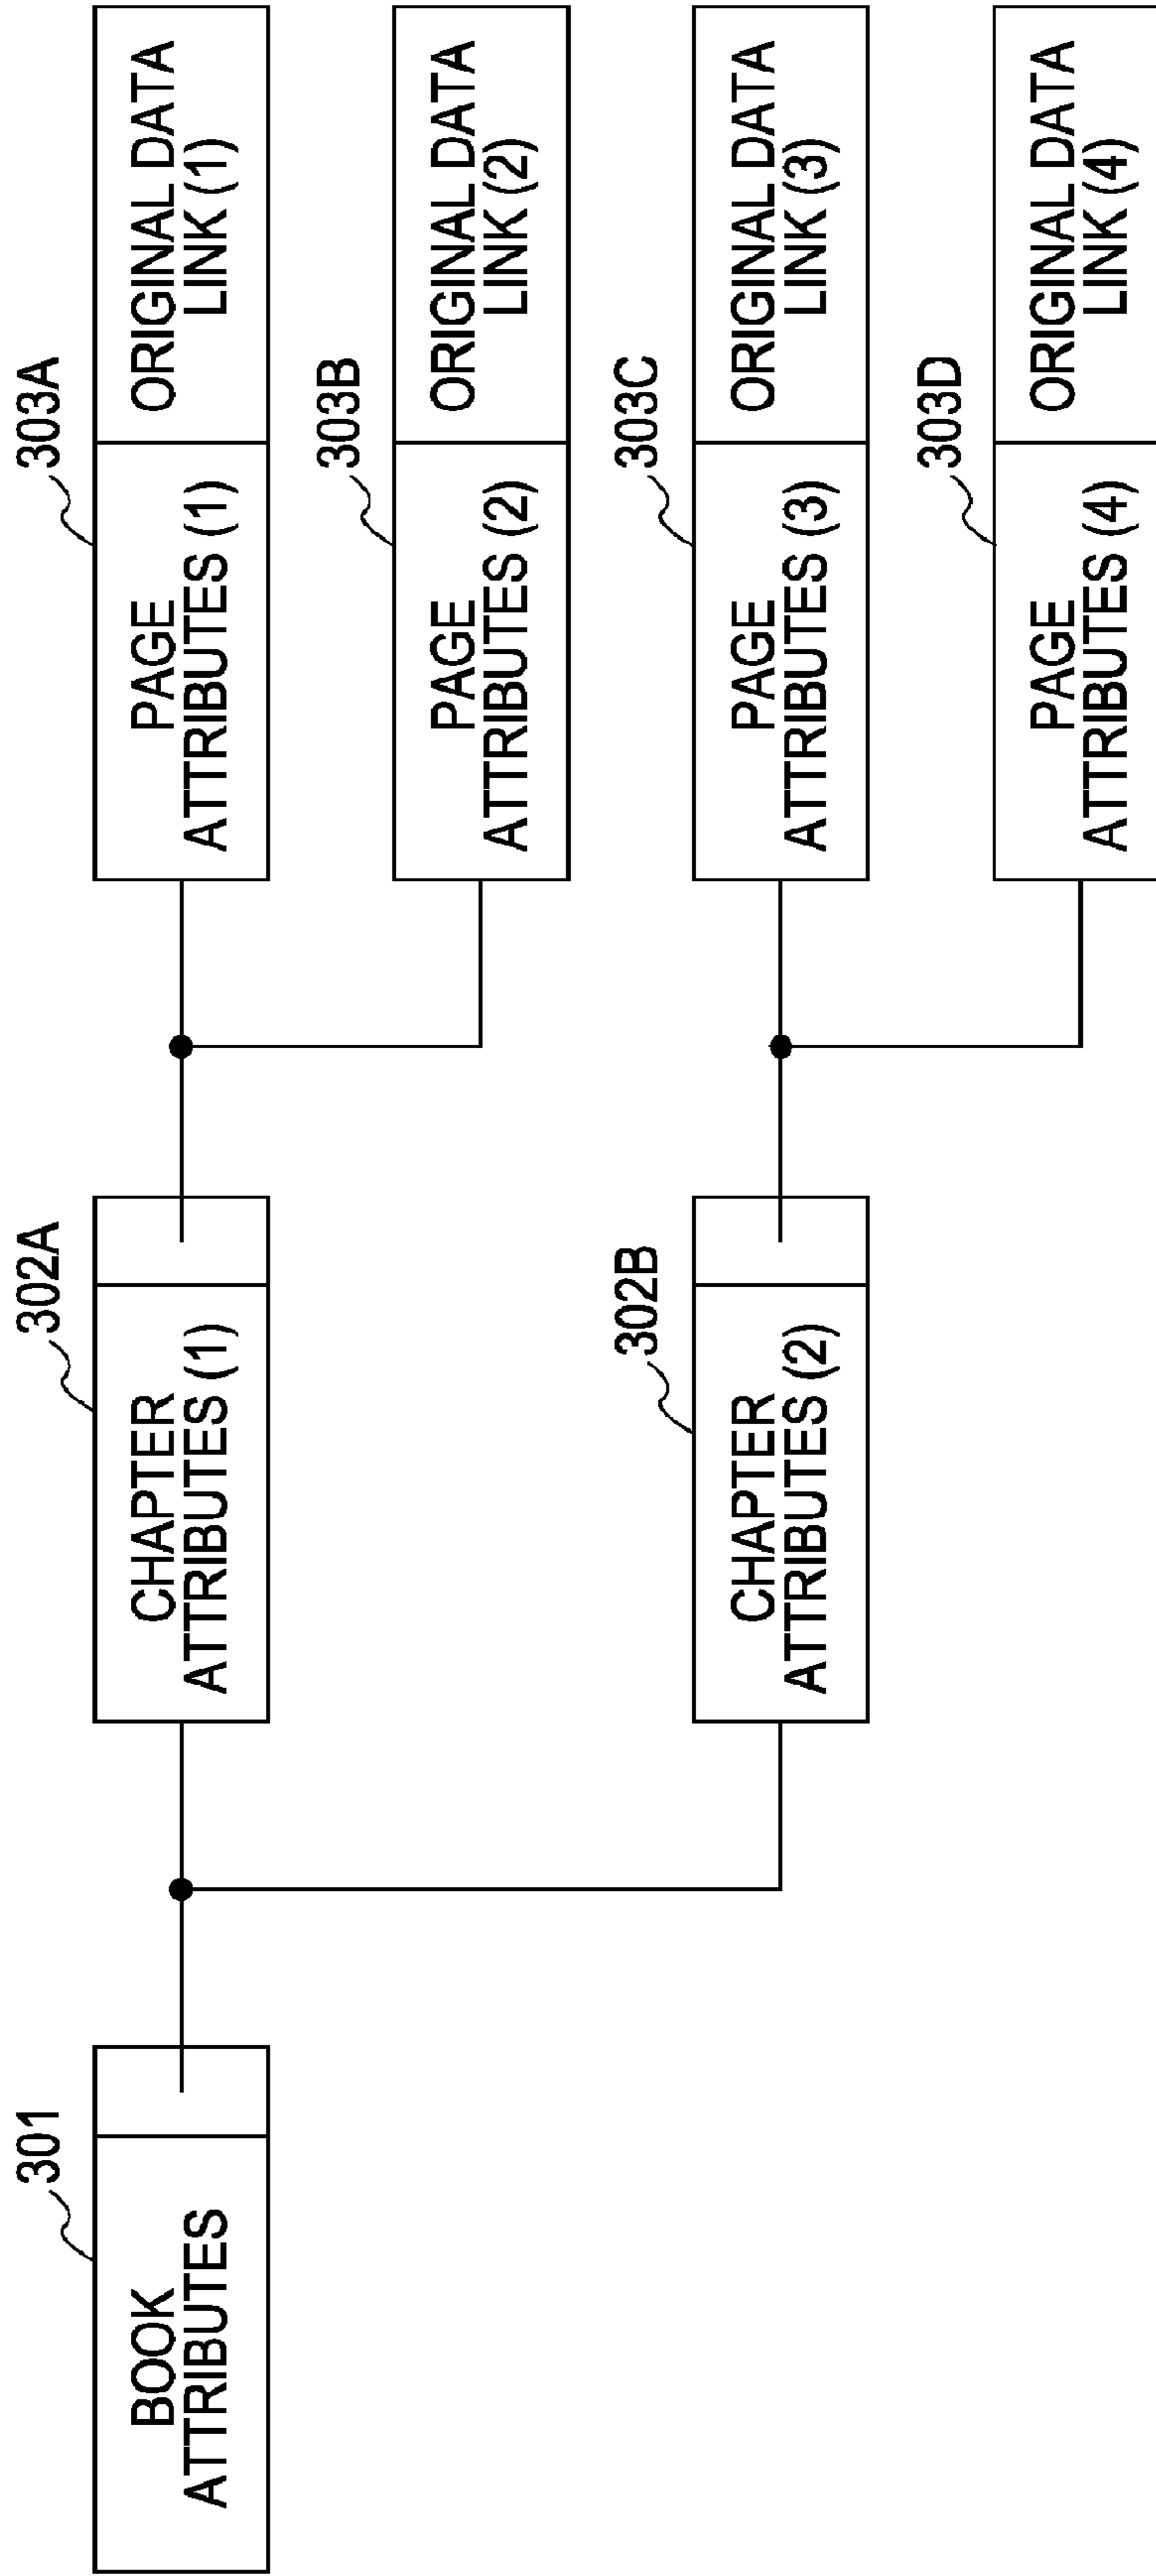 301
BOOK
ATTRIBUTES
302A
CHAPTER
ATTRIBUTES (1)
302B
CHAPTER
ATTRIBUTES (2)
303A
PAGE
ATTRIBUTES (1)
ORIGINAL DATA
LINK (1)
303B
PAGE
ATTRIBUTES (2)
ORIGINAL DATA
LINK (2)
303C
PAGE
ATTRIBUTES (3)
ORIGINAL DATA
LINK (3)
303D
PAGE
ATTRIBUTES (4)
ORIGINAL DATA
LINK (4)